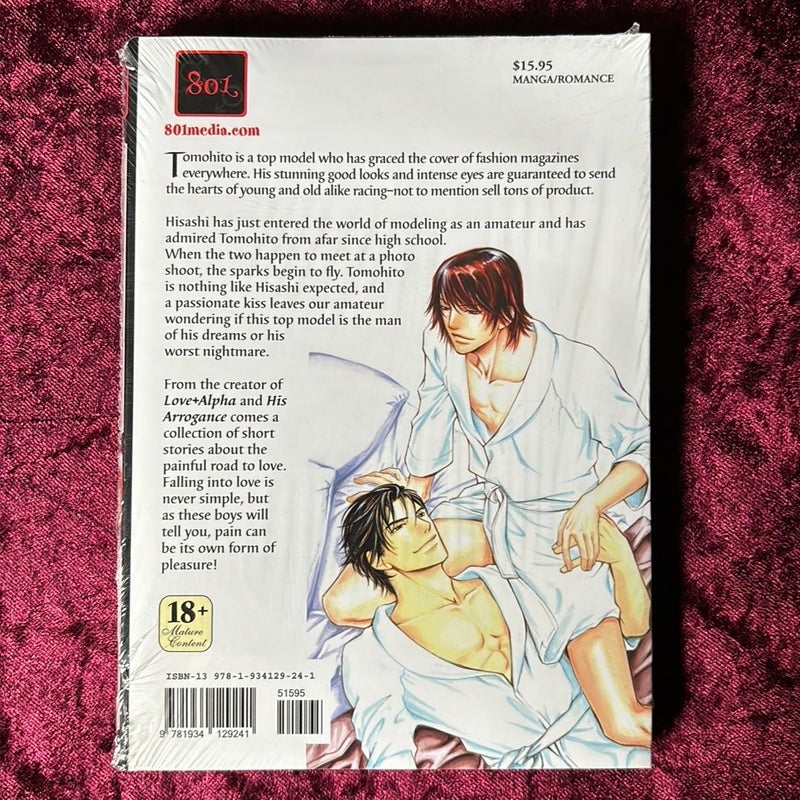 801
801media.com
$15.95
MANGA/ROMANCE
Tomohito is a top model who has graced the cover of fashion magazines
everywhere. His stunning good looks and intense eyes are guaranteed to send
the hearts of young and old alike racing–not to mention sell tons of product.
Hisashi has just entered the world of modeling as an amateur and has
admired Tomohito from afar since high school.
When the two happen to meet at a photo
shoot, the sparks begin to fly. Tomohito
is nothing like Hisashi expected, and
a passionate kiss leaves our amateur
wondering if this top model is the man
of his dreams or his
worst nightmare.
From the creator of
Love+Alpha and His
Arrogance comes a
collection of short
stories about the
painful road to love.
Falling into love is
never simple, but
as these boys will
tell you, pain can
be its own form of
pleasure!
18+
Mature
Content
ISBN-13 978-1-934129-24-1
51595
9 781934 129241